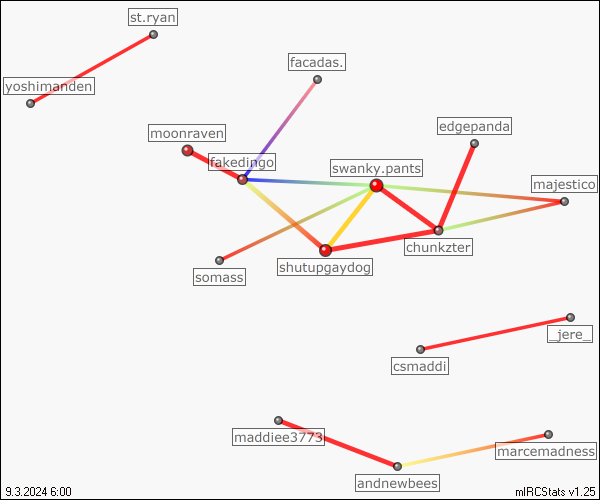 st.ryan
facadas.
yoshimanden
moonraven
edgepanda
fakedingo
swanky.pants
majestico
chunkzter
somass
shutupgaydog
_jere_
csmaddi
maddiee3773
marcemadness
andnewbees
9.3.2024 6:00
mIRCStats v1.25